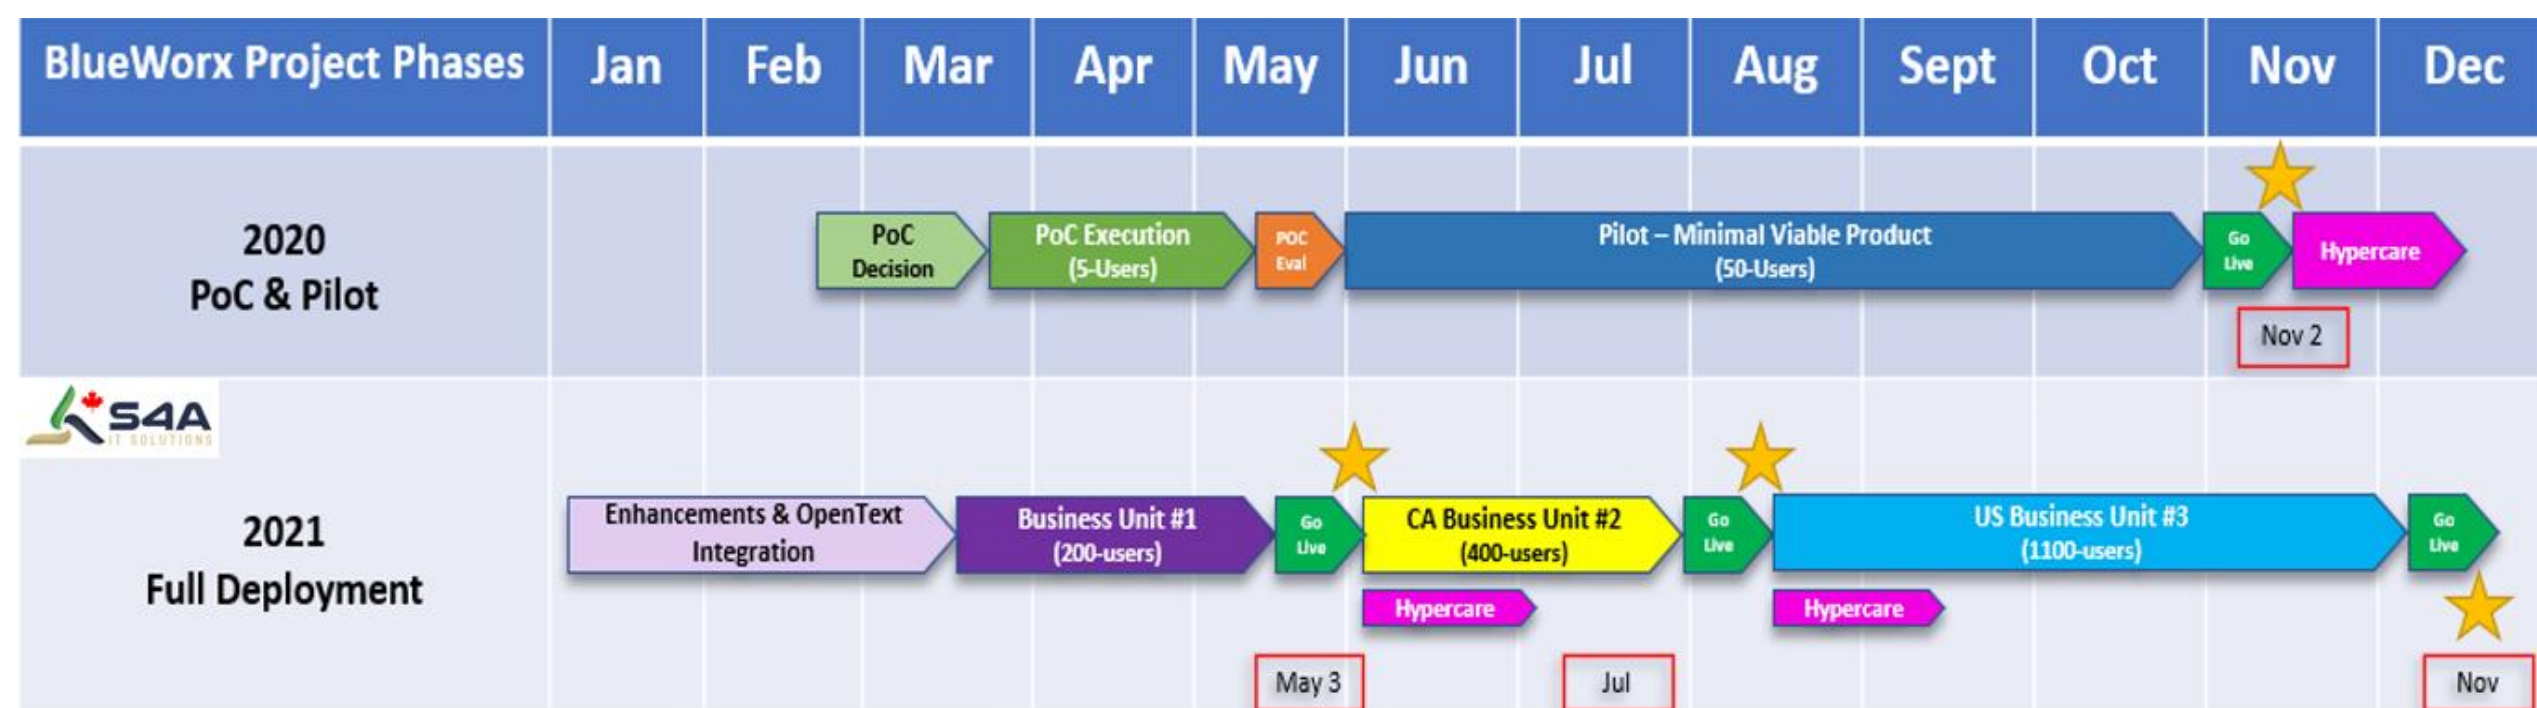 BlueWorx Project Phases Jan Feb Mar Apr May Jun Jul Aug Sept Oct Nov Dec
2020
PoC & Pilot
PoC
Decision
PoC Execution
(5-Users)
POC
Eval
Pilot – Minimal Viable Product
(50-Users)
Go
Live
Hypercare
Nov 2
S4A
IT SOLUTIONS
2021
Full Deployment
Enhancements & OpenText
Integration
Business Unit #1
(200-users)
Go
Live
CA Business Unit #2
(400-users)
Go
Live
US Business Unit #3
(1100-users)
Go
Live
Hypercare
Hypercare
May 3
Jul
Nov